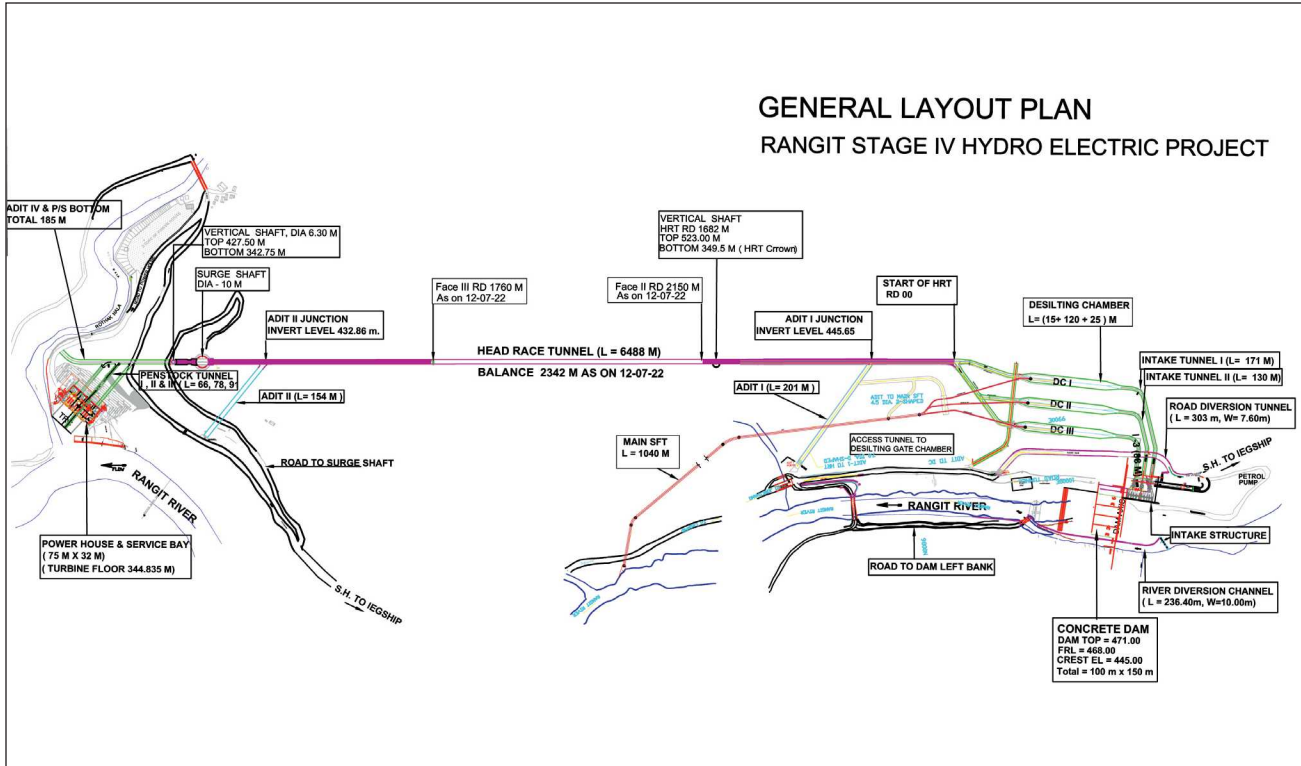 GENERAL LAYOUT PLAN
RANGIT STAGE IV HYDRO ELECTRIC PROJECT
ADIT IV & P/S BOTTOM
TOTAL 185 M
VERTICAL SHAFT, DIA 6.30 M
TOP 427.50 M
BOTTOM 342.75 M
SURGE SHAFT
DIA - 10 M
ADIT II JUNCTION
INVERT LEVEL 432.86 m.
Face III RD 1760 M
As on 12-07-22
Face II RD 2150 M
As on 12-07-22
VERTICAL SHAFT
HRT RD 1682 M
TOP 523.00 M
BOTTOM 349.5 M ( HRT Crrown)
ADIT I JUNCTION
INVERT LEVEL 445.65
START OF HRT
RD 00
DESILTING CHAMBER
L= (15+ 120 + 25 ) M
INTAKE TUNNEL I (L= 171 M)
INTAKE TUNNEL II (L= 130 M)
ROAD DIVERSION TUNNEL
( L = 303 m, W= 7.60m)
S.H. TO IEGSHIP
PETROL
PUMP
HEAD RACE TUNNEL (L = 6488 M)
BALANCE 2342 M AS ON 12-07-22
ROTHAK NALA
PENSTOCK TUNNEL
I , II & III ( L= 66, 78, 91
ADIT II (L= 154 M )
ADIT I (L= 201 M )
DC I
DC II
DC III
MAIN SFT
L = 1040 M
ACCESS TUNNEL TO
DESILTING GATE CHAMBER
ROAD TO SURGE SHAFT
RANGIT RIVER
RANGIT RIVER
POWER HOUSE & SERVICE BAY
( 75 M X 32 M)
( TURBINE FLOOR 344.835 M)
ROAD TO DAM LEFT BANK
INTAKE STRUCTURE
RIVER DIVERSION CHANNEL
( L = 236.40m, W=10.00m)
S.H. TO IEGSHIP
CONCRETE DAM
DAM TOP = 471.00
FRL = 468.00
CREST EL = 445.00
Total = 100 m x 150 m